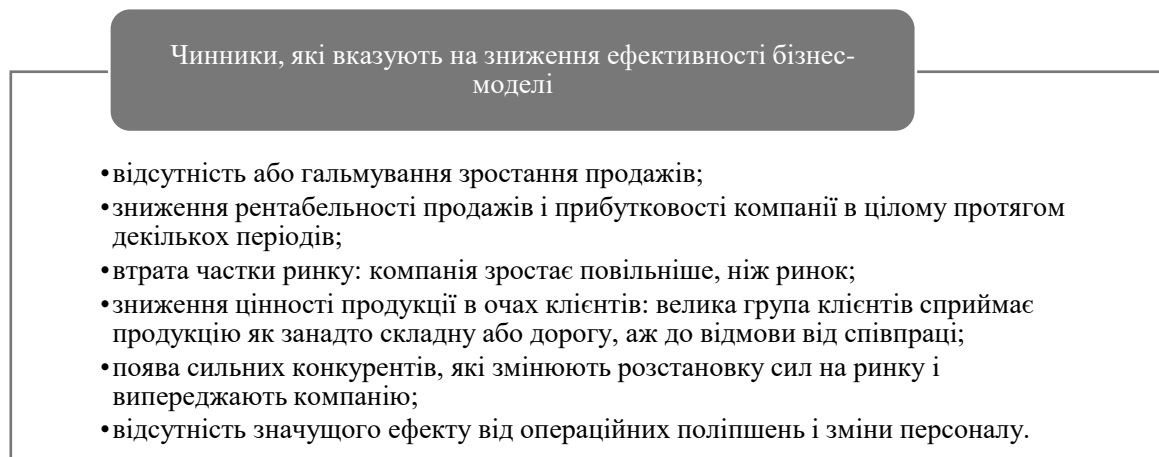 Чинники, які вказують на зниження ефективності бізнес-
моделі
•відсутність або гальмування зростання продажів;
•зниження рентабельності продажів і прибутковості компанії в цілому протягом
декількох періодів;
•втрата частки ринку: компанія зростає повільніше, ніж ринок;
•зниження цінності продукції в очах клієнтів: велика група клієнтів сприймає
продукцію як занадто складну або дорогу, аж до відмови від співпраці;
•поява сильних конкурентів, які змінюють розстановку сил на ринку і
випереджають компанію;
•відсутність значущого ефекту від операційних поліпшень і зміни персоналу.